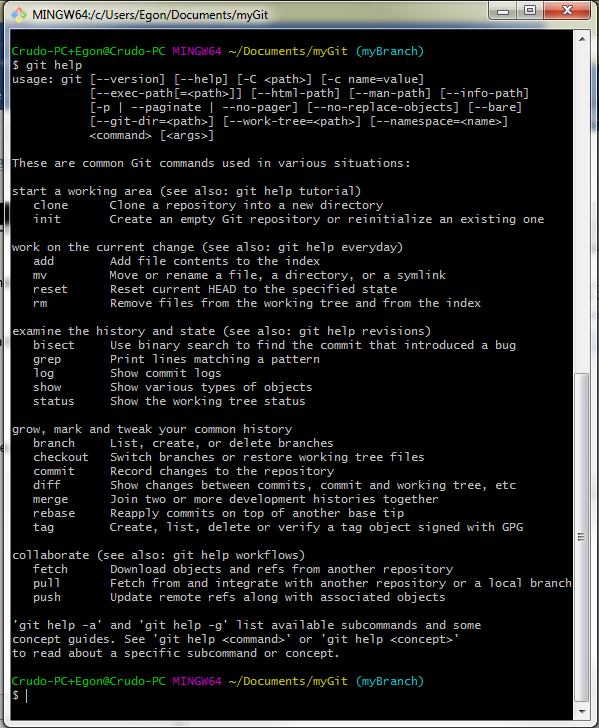 MINGW64:/c/Users/Egon/Documents/myGit
Crudo-PC+Egon@Crudo-PC MINGW64 ~/Documents/myGit (myBranch)
$ git help
usage: git [--version] [--help] [-C <path>] [-c name=value]
           [--exec-path[=<path>]] [--html-path] [--man-path] [--info-path]
           [-p | --paginate | --no-pager] [--no-replace-objects] [--bare]
           [--git-dir=<path>] [--work-tree=<path>] [--namespace=<name>]
           <command> [<args>]
These are common Git commands used in various situations:
start a working area (see also: git help tutorial)
   clone      Clone a repository into a new directory
   init       Create an empty Git repository or reinitialize an existing one
work on the current change (see also: git help everyday)
   add        Add file contents to the index
   mv         Move or rename a file, a directory, or a symlink
   reset      Reset current HEAD to the specified state
   rm         Remove files from the working tree and from the index
examine the history and state (see also: git help revisions)
   bisect     Use binary search to find the commit that introduced a bug
   grep       Print lines matching a pattern
   log        Show commit logs
   show       Show various types of objects
   status     Show the working tree status
grow, mark and tweak your common history
   branch     List, create, or delete branches
   checkout   Switch branches or restore working tree files
   commit     Record changes to the repository
   diff       Show changes between commits, commit and working tree, etc
   merge      Join two or more development histories together
   rebase     Reapply commits on top of another base tip
   tag        Create, list, delete or verify a tag object signed with GPG
collaborate (see also: git help workflows)
   fetch      Download objects and refs from another repository
   pull       Fetch from and integrate with another repository or a local branch
   push       Update remote refs along with associated objects
'git help -a' and 'git help -g' list available subcommands and some
concept guides. See 'git help <command>' or 'git help <concept>'
to read about a specific subcommand or concept.
Crudo-PC+Egon@Crudo-PC MINGW64 ~/Documents/myGit (myBranch)
$